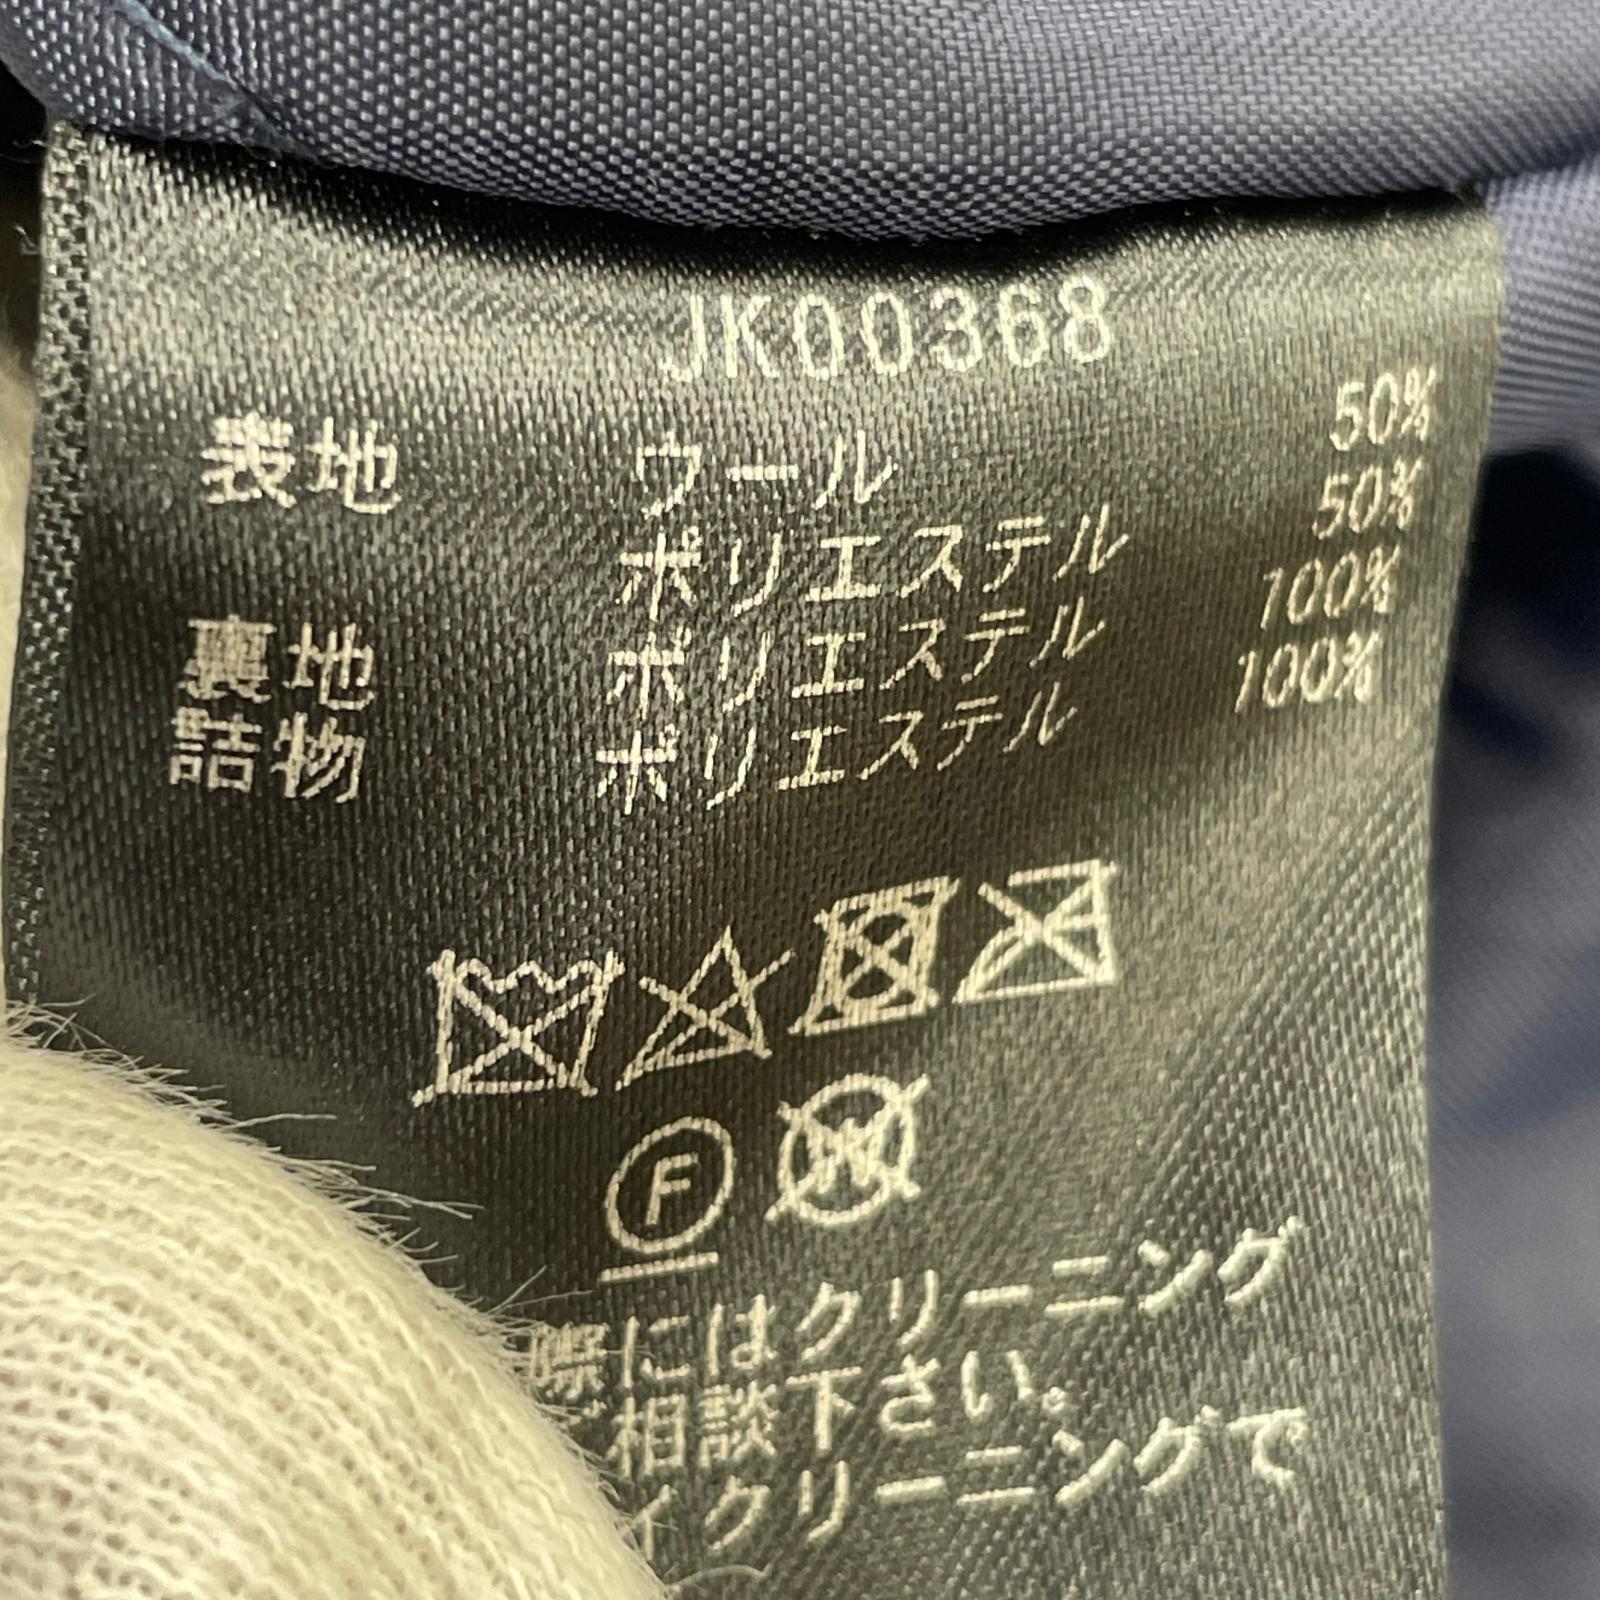 JK00368
表地 ウール 50%
ポリエステル 50%
裏地 ポリエステル 100%
詰物 ポリエステル 100%
F W
際にはクリーニング
ご相談下さい。
イクリーニングで